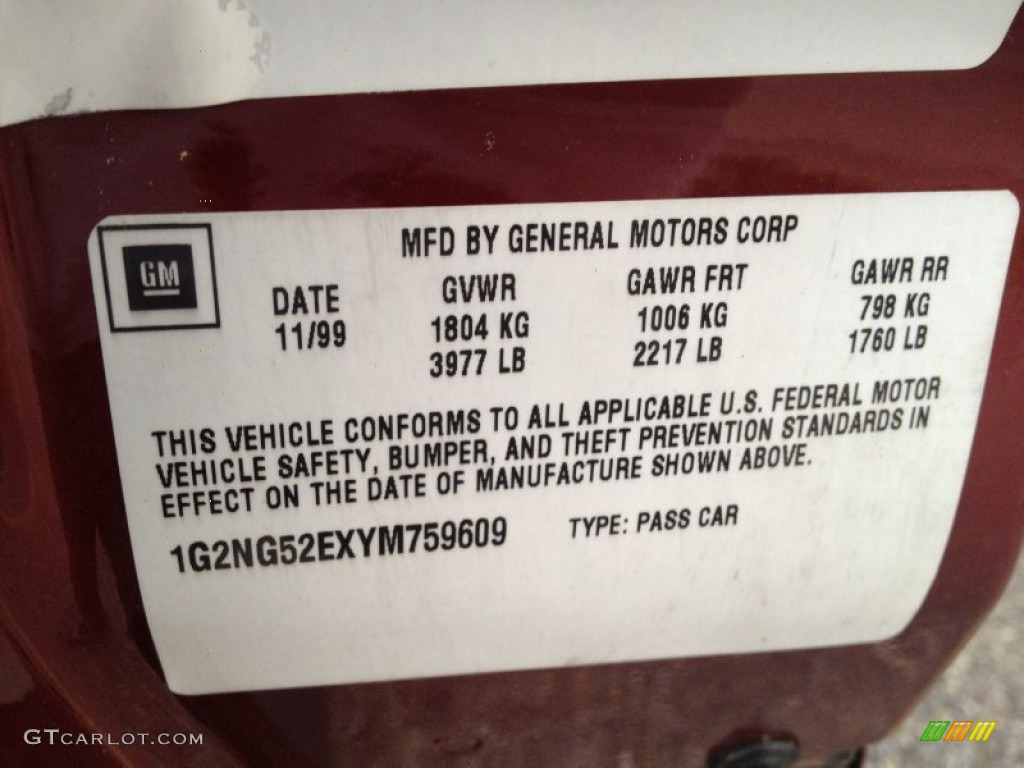 MFD BY GENERAL MOTORS CORP
GM
DATE GVWR GAWR FRT GAWR RR
11/99 1804 KG 1006 KG 798 KG
3977 LB 2217 LB 1760 LB
THIS VEHICLE CONFORMS TO ALL APPLICABLE U.S. FEDERAL MOTOR
VEHICLE SAFETY, BUMPER, AND THEFT PREVENTION STANDARDS IN
EFFECT ON THE DATE OF MANUFACTURE SHOWN ABOVE.
1G2NG52EXYM759609 TYPE: PASS CAR
GTCARLOT.COM